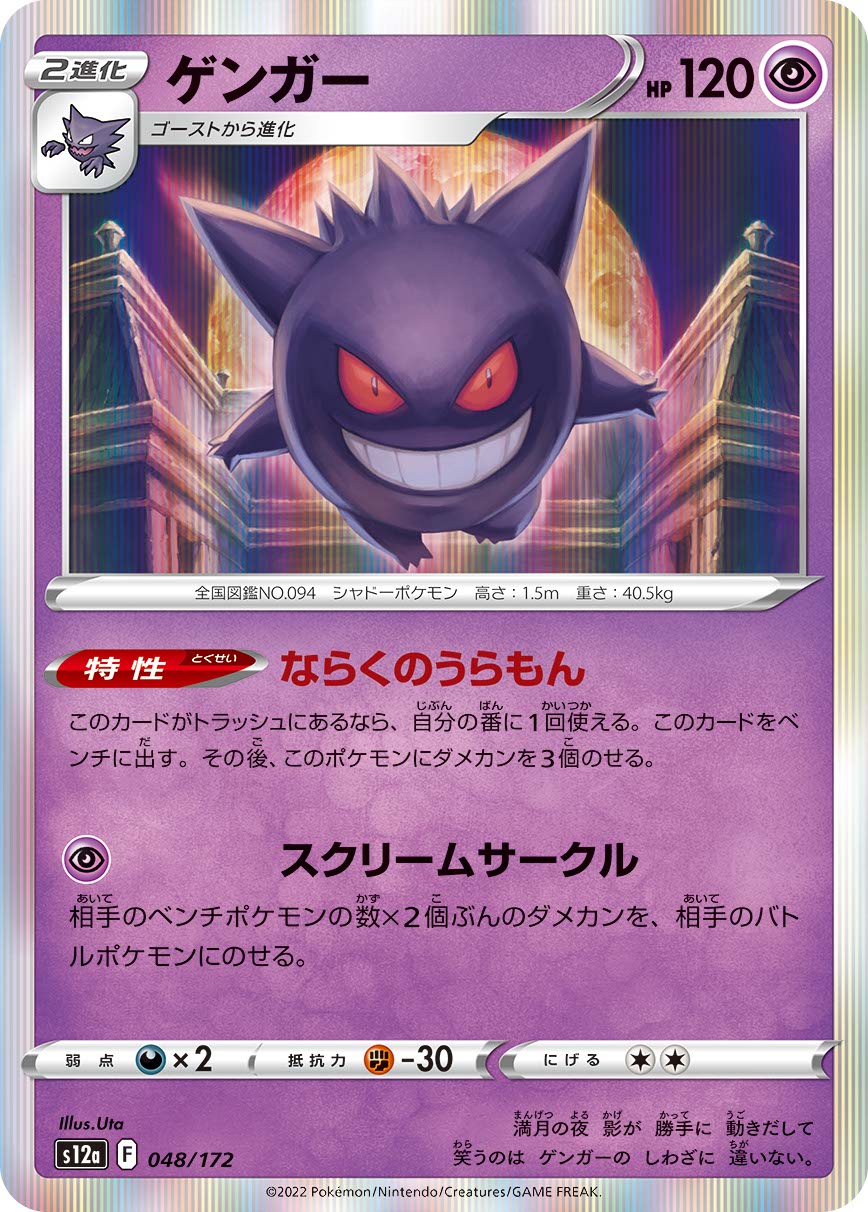 2進化
ゲンガー
HP 120
ゴーストから進化
全国図鑑NO.094 シャドーポケモン 高さ:1.5m 重さ:40.5kg
特性
とくせい
ならくのうらもん
じぶん ばん かいつか
このカードがトラッシュにあるなら、自分の番に1回使える。このカードをベ
だ ご こ
ンチに出す。その後、このポケモンにダメカンを3個のせる。
スクリームサークル
あいて かず こ あいて
相手のベンチポケモンの数×2個ぶんのダメカンを、相手のバト
ルポケモンにのせる。
弱点 ×2 抵抗力 -30 にげる
Illus.Uta
まんげつ よる かげ かって うご
満月の夜 影が 勝手に 動きだして
わら ちが
笑うのは ゲンガーの しわざに 違いない。
s12a F 048/172
©2022 Pokémon/Nintendo/Creatures/GAME FREAK.